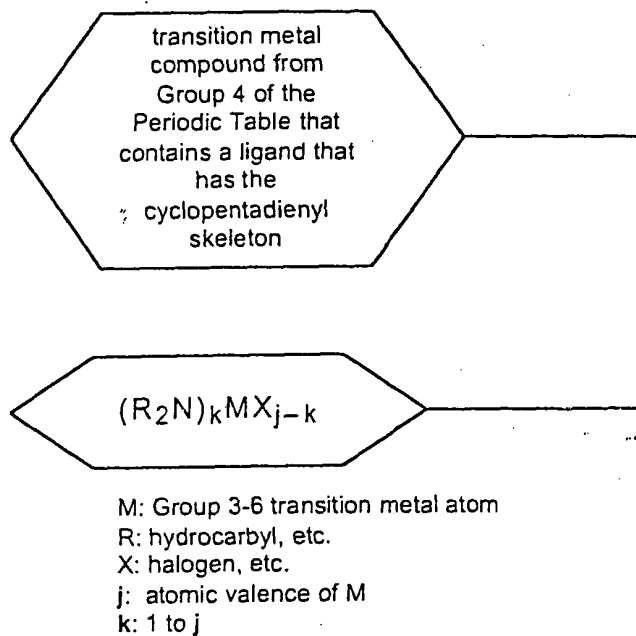 transition metal
compound from
Group 4 of the
Periodic Table that
contains a ligand that
has the
cyclopentadienyl
skeleton
(R₂N)ₖMXⱼ₋ₖ
M: Group 3-6 transition metal atom
R: hydrocarbyl, etc.
X: halogen, etc.
j: atomic valence of M
k: 1 to j